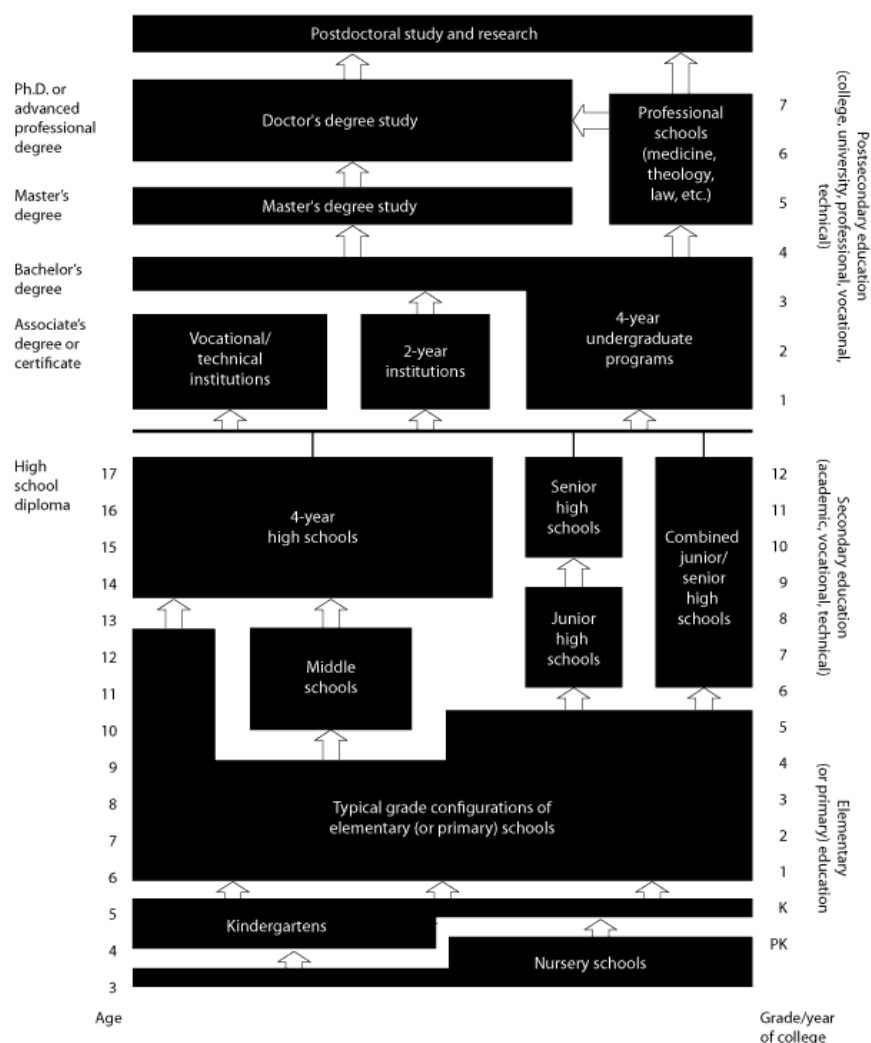 Postdoctoral study and research
Ph.D. or
advanced
professional
degree
Doctor's degree study
Professional
schools
(medicine,
theology,
law, etc.)
7
6
Master's
degree
Master's degree study
5
4
Bachelor's
degree
3
Associate's
degree or
certificate
Vocational/
technical
institutions
2-year
institutions
4-year
undergraduate
programs
2
1
Postsecondary education
(college, university, professional, vocational,
technical)
High
school
diploma
17
16
15
14
13
12
11
10
9
8
7
6
5
4
3
Age
4-year
high schools
Senior
high
schools
Combined
junior/
senior
high
schools
Middle
schools
Junior
high
schools
Typical grade configurations of
elementary (or primary) schools
Kindergartens
Nursery schools
12
11
10
9
8
7
6
5
4
3
2
1
K
PK
Grade/year
of college
Secondary education
(academic, vocational, technical)
Elementary
(or primary) education